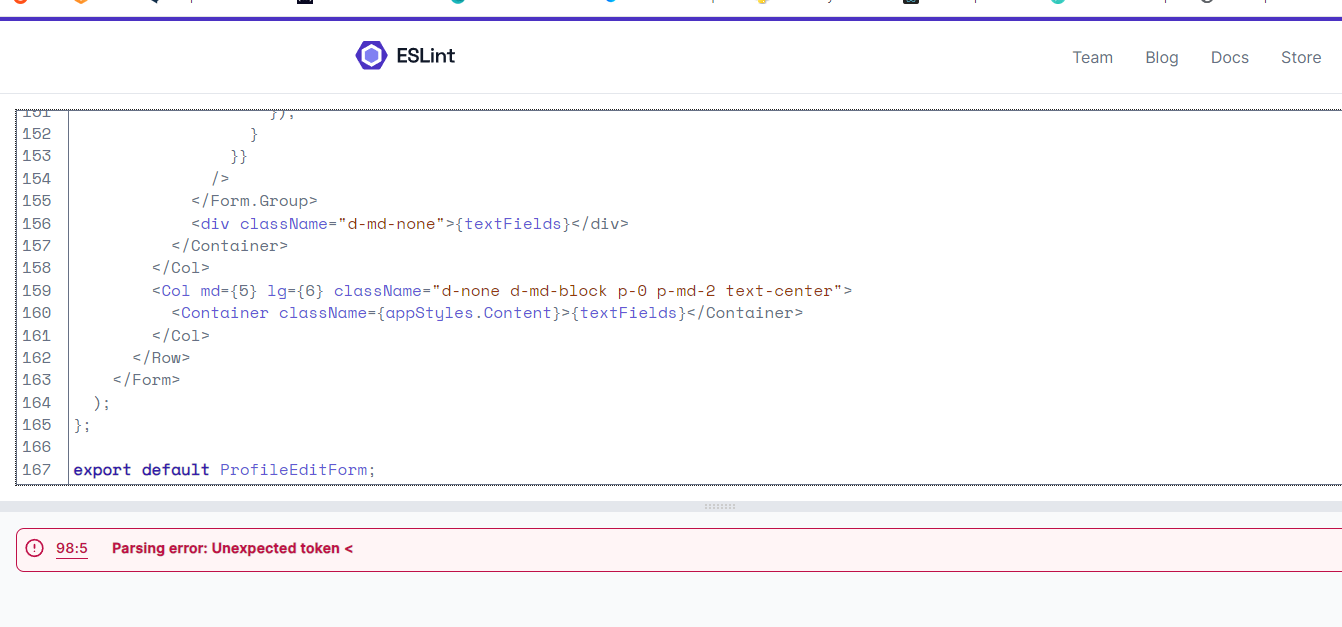 ESLint
Team Blog Docs Store
151 });
152 }
153 }}
154 />
155 </Form.Group>
156 <div className="d-md-none">{textFields}</div>
157 </Container>
158 </Col>
159 <Col md={5} lg={6} className="d-none d-md-block p-0 p-md-2 text-center">
160 <Container className={appStyles.Content}>{textFields}</Container>
161 </Col>
162 </Row>
163 </Form>
164 );
165 };
166
167 export default ProfileEditForm;
98:5 Parsing error: Unexpected token <